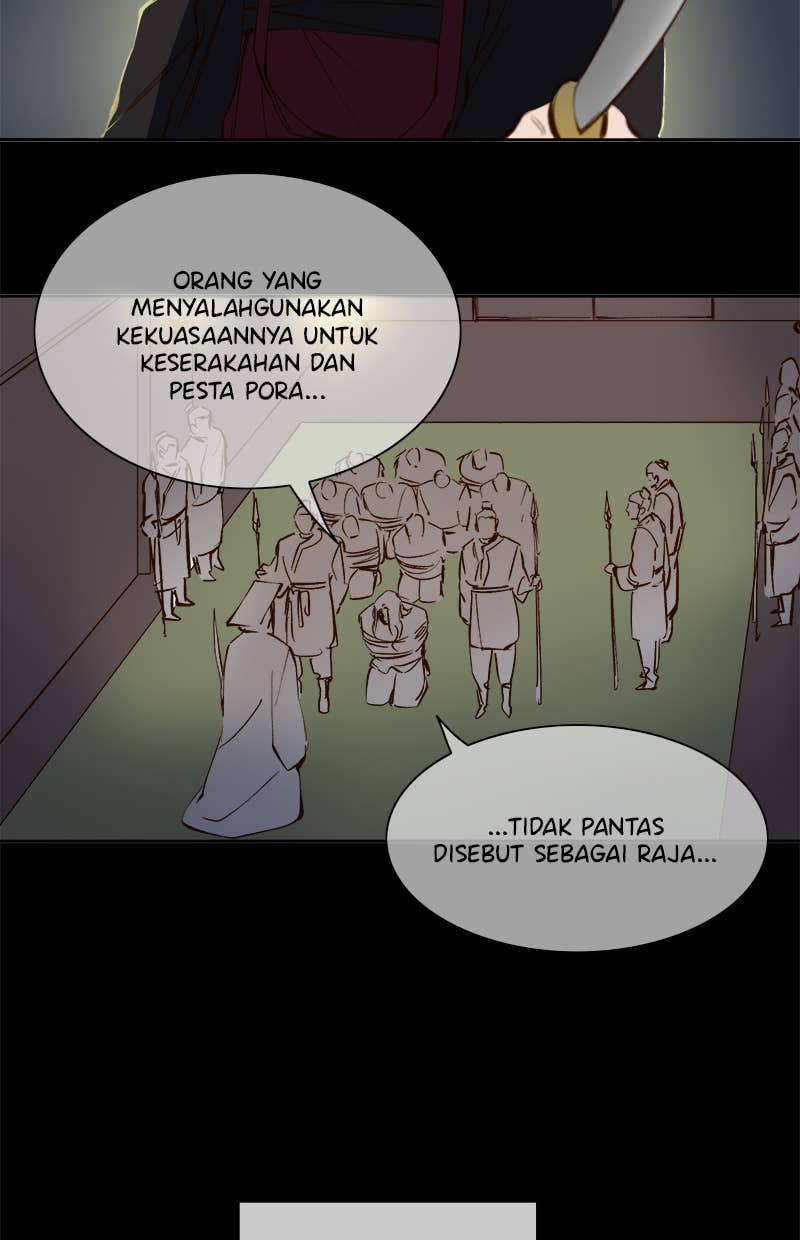 ORANG YANG
MENYALAHGUNAKAN
KEKUASAANNYA UNTUK
KESERAKAHAN DAN
PESTA PORA...
...TIDAK PANTAS
DISEBUT SEBAGAI RAJA...